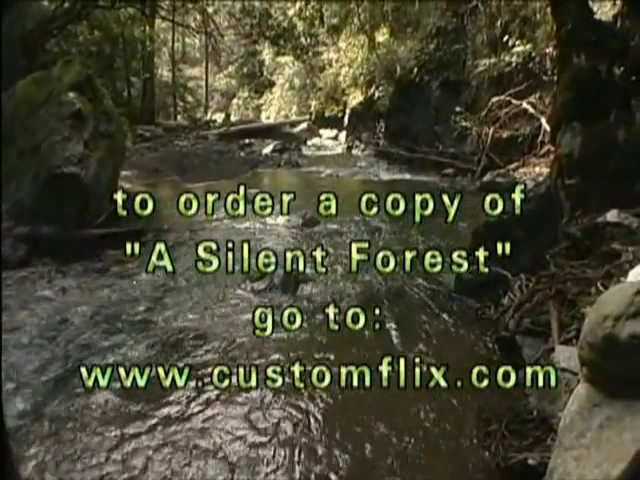 to order a copy of
"A Silent Forest"
go to:
www.customflix.com